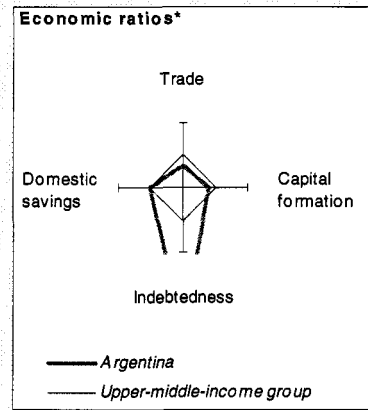 Economic ratios*
Trade
Domestic
savings
Capital
formation
Indebtedness
Argentina
Upper-middle-income group